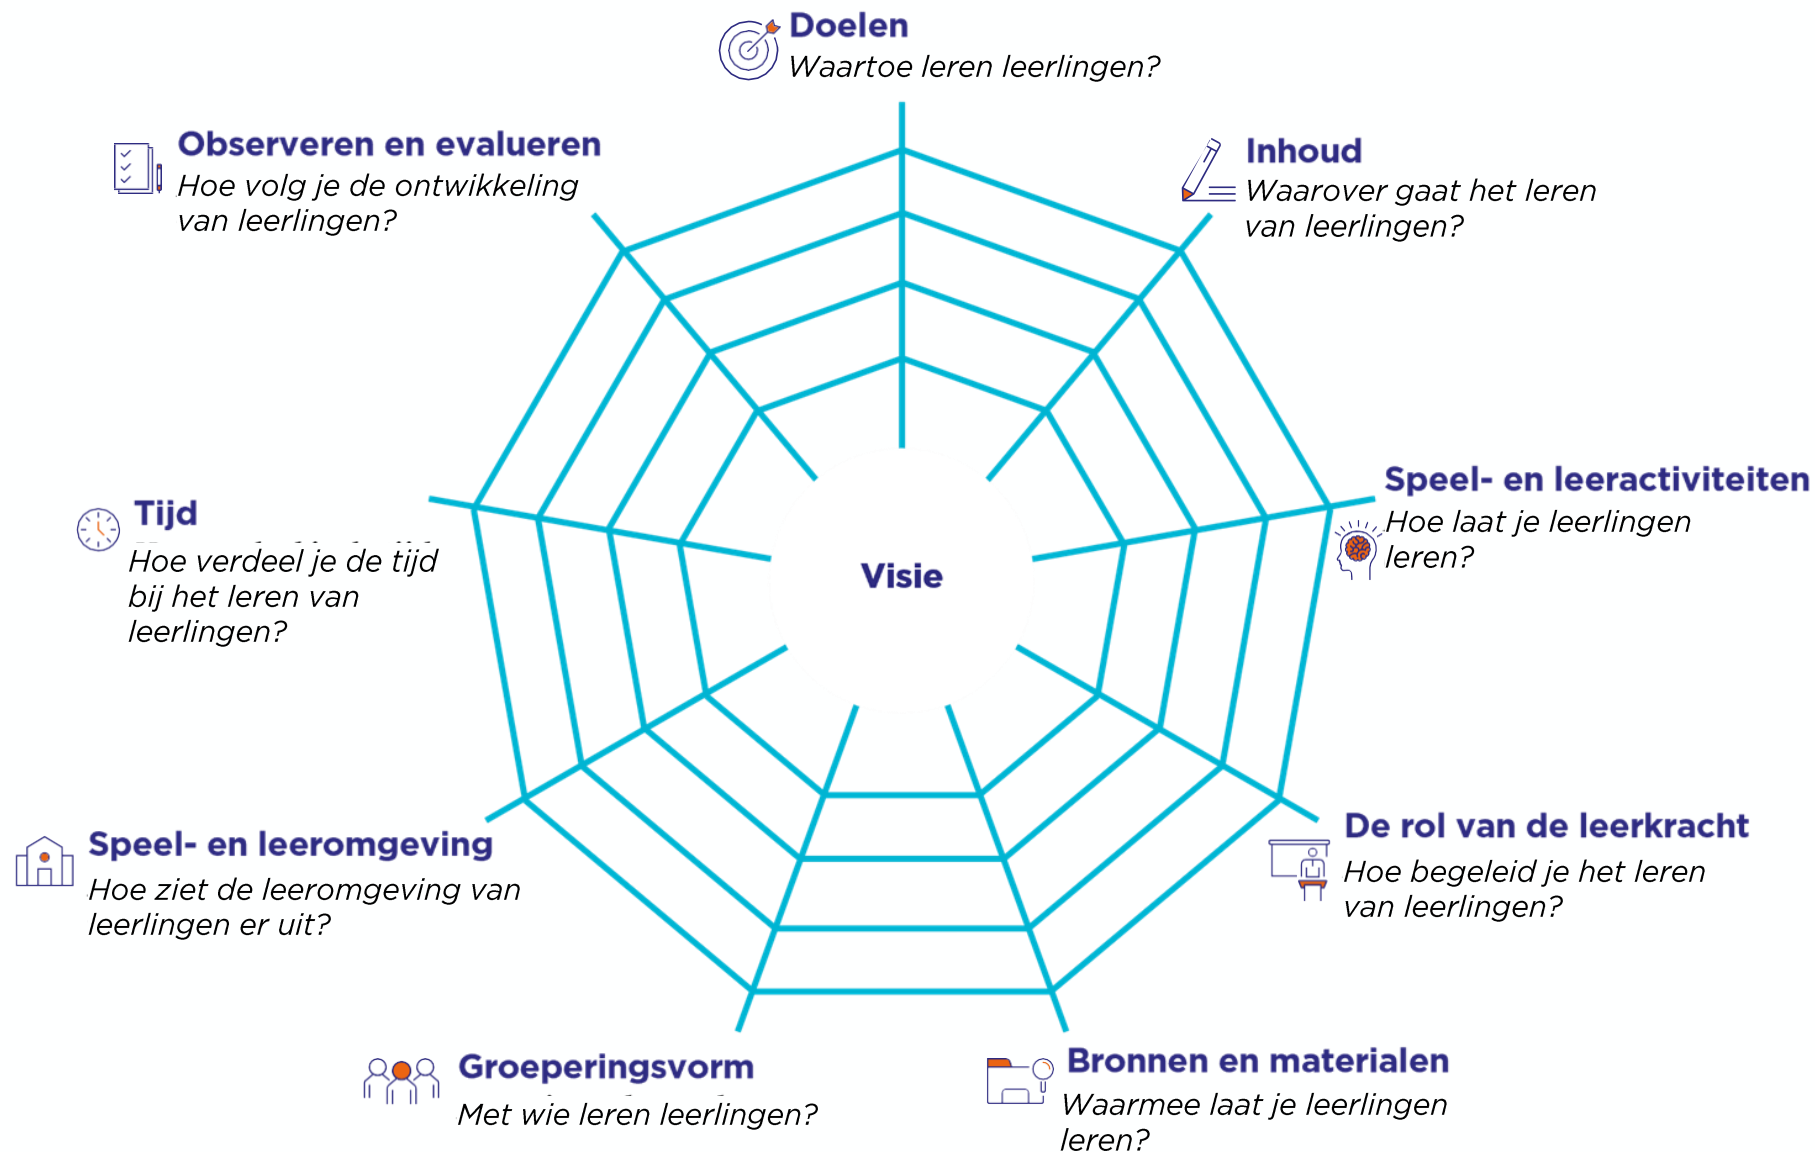 Doelen
Waartoe leren leerlingen?
Inhoud
Waarover gaat het leren
van leerlingen?
Speel- en leeractiviteiten
Hoe laat je leerlingen
leren?
De rol van de leerkracht
Hoe begeleid je het leren
van leerlingen?
Bronnen en materialen
Waarmee laat je leerlingen
leren?
Groeperingsvorm
Met wie leren leerlingen?
Speel- en leeromgeving
Hoe ziet de leeromgeving van
leerlingen er uit?
Tijd
Hoe verdeel je de tijd
bij het leren van
leerlingen?
Observeren en evalueren
Hoe volg je de ontwikkeling
van leerlingen?
Visie